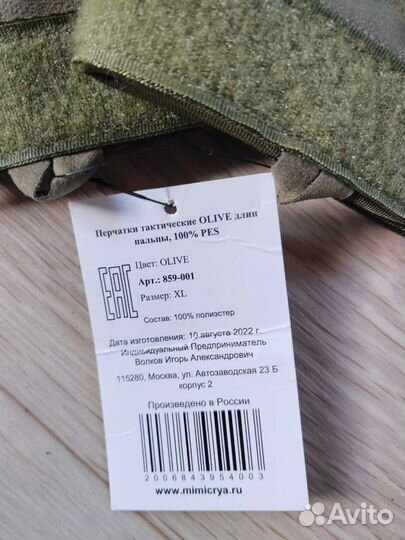 Перчатки тактические OLIVE длин
пальцы, 100% PES
EAC
Цвет: OLIVE
Арт.: 859-001
Размер: XL
Состав: 100% полиэстер
Дата изготовления: 10 августа 2022 г.
Индивидуальный Предприниматель
Волков Игорь Александрович
115280, Москва, ул. Автозаводская 23 Б
корпус 2
Произведено в России
2006843954003
www.mimicrya.ru
Avito